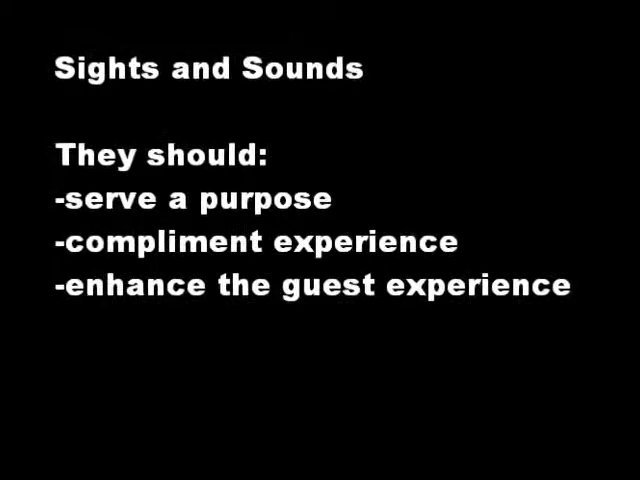 Sights and Sounds
They should:
-serve a purpose
-compliment experience
-enhance the guest experience